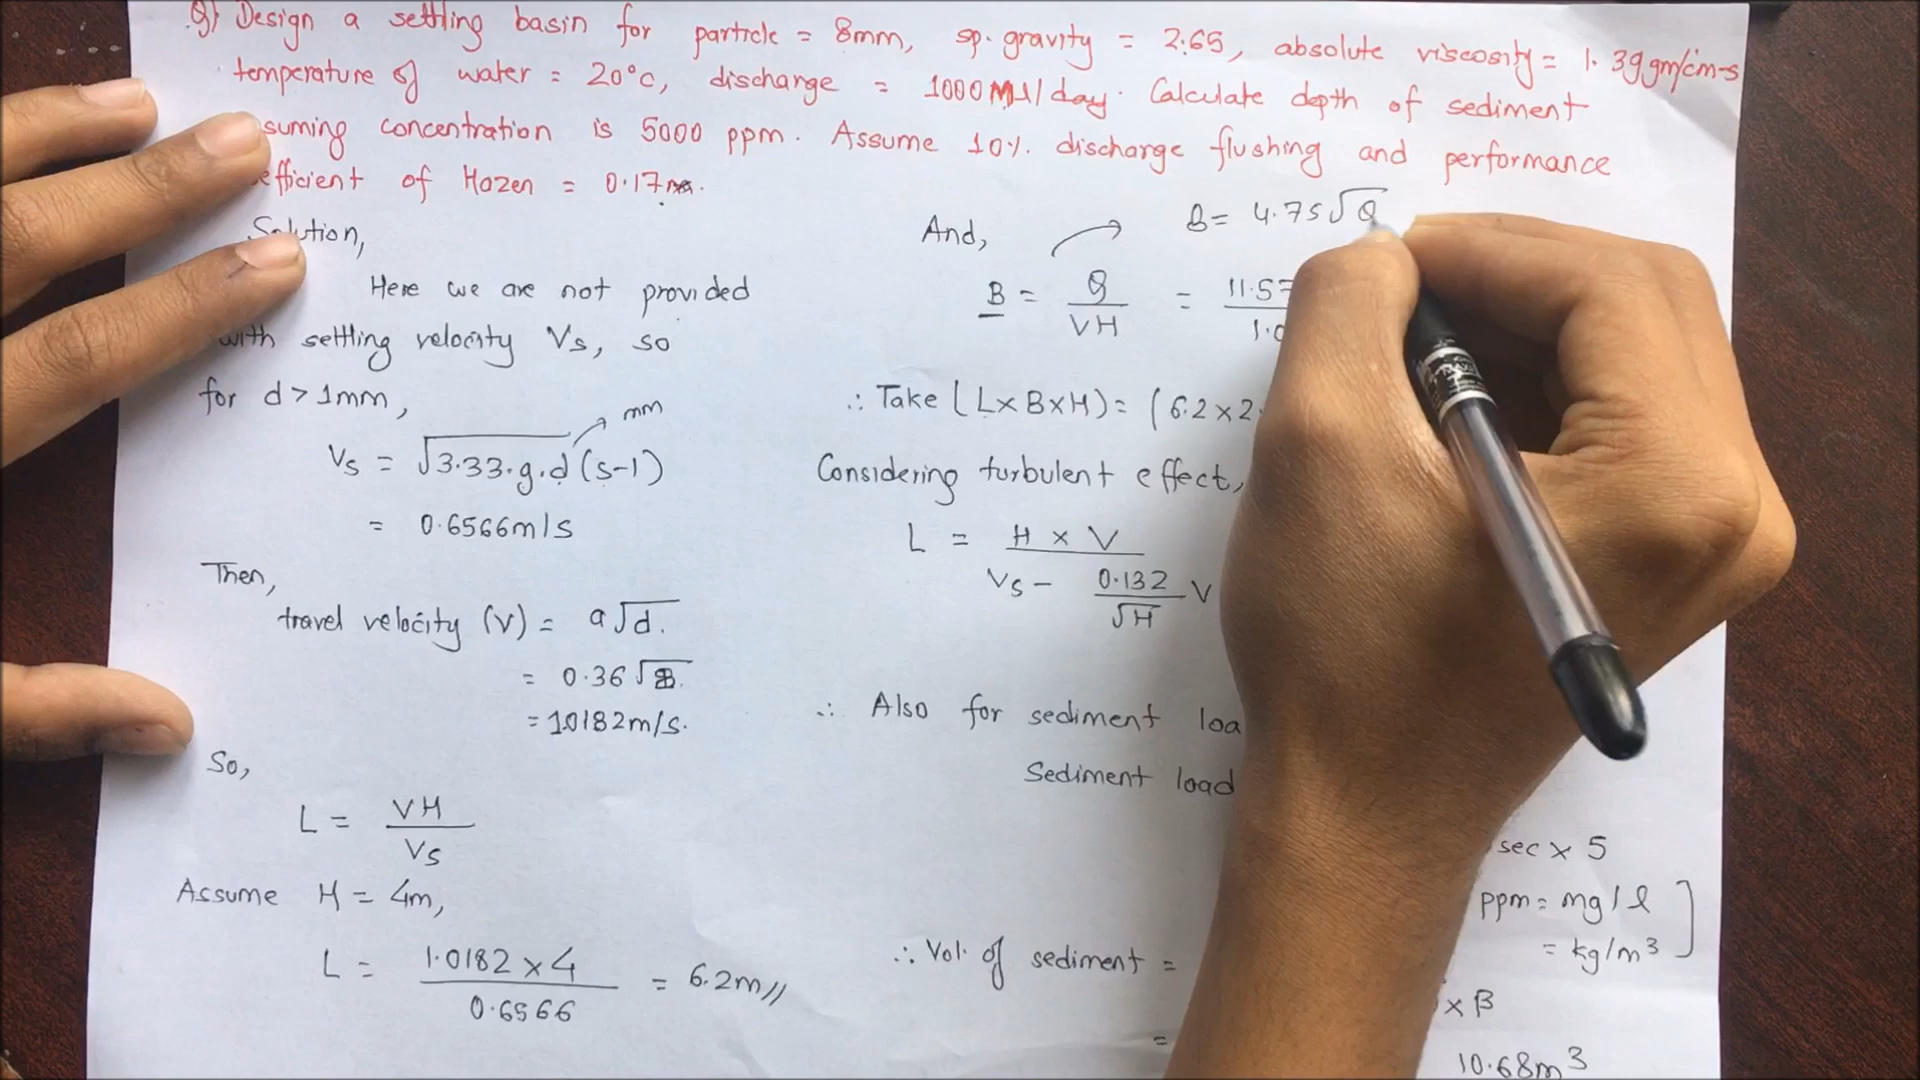 Q) Design a settling basin for particle = 8mm, sp. gravity = 2.65, absolute viscosity = 1.39gm/cm-s
temperature of water = 20°c, discharge = 1000Ml/day. Calculate depth of sediment
suming concentration is 5000 ppm. Assume 10%. discharge flushing and performance
efficient of Hazen = 0.17
Solution,
Here we are not provided
with settling velocity Vs, so
for d > 1mm,
mm
Vs = √3.33.g.d (s-1)
= 0.6566m/s
Then,
travel velocity (v) = a√d.
= 0.36√8.
= 1.0182m/s.
So,
L = VH / Vs
Assume H = 4m,
L = 1.0182 x 4 / 0.6566 = 6.2m//
And,
B = 4.75√Q
B = Q / VH = 11.57 / 1.0
∴ Take (L x B x H) = (6.2 x 2.
Considering turbulent effect,
L = H x V / Vs - 0.132 / √H V
∴ Also for sediment loa
Sediment load
sec x 5
ppm = mg/l
= kg/m3
∴ Vol. of sediment =
x β
=
10.68m3